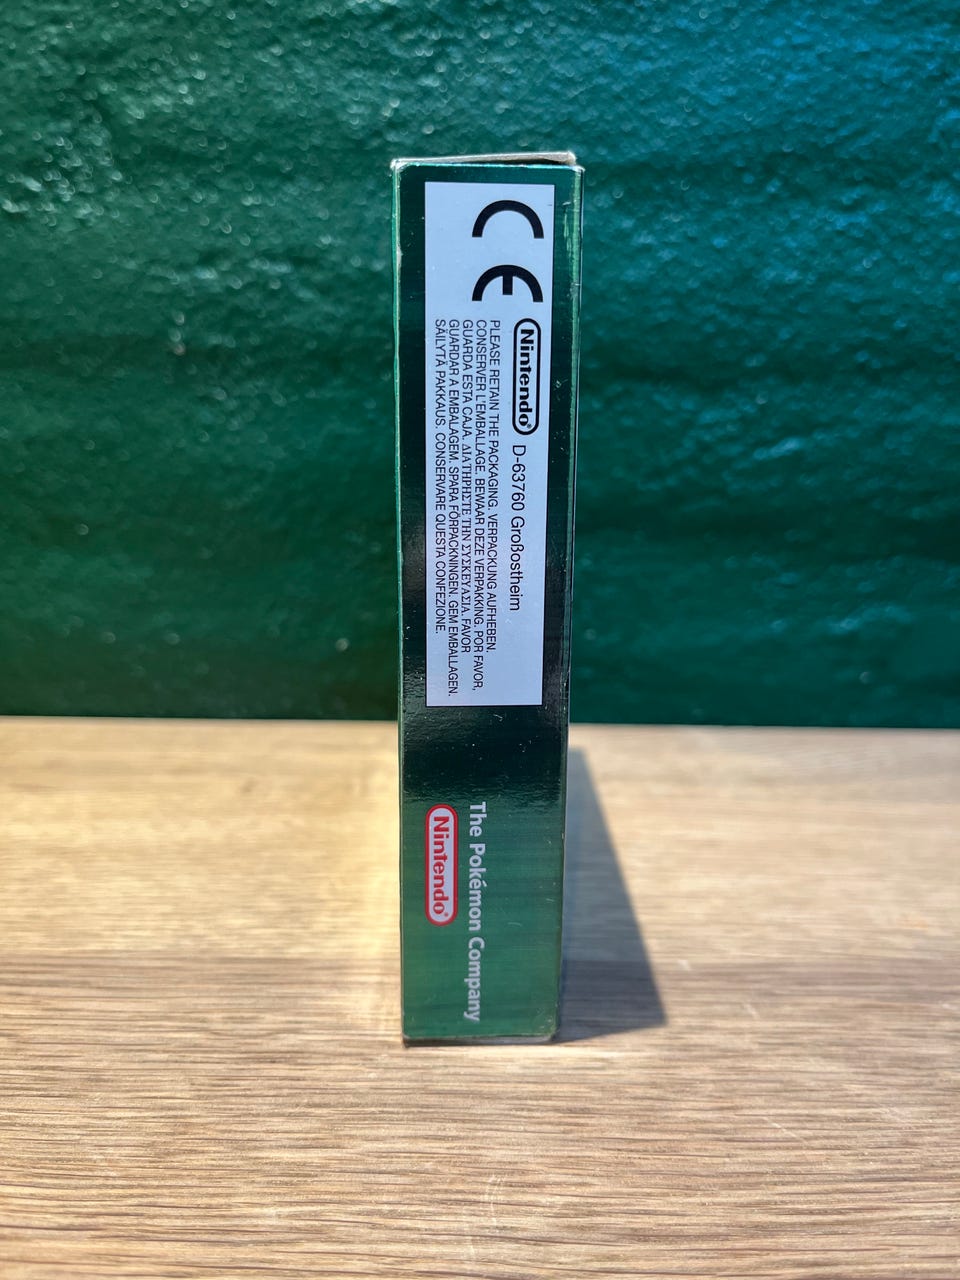 CE
Nintendo® D-63760 Großostheim
PLEASE RETAIN THE PACKAGING. VERPACKUNG AUFHEBEN.
CONSERVER L'EMBALLAGE. BEWAAR DEZE VERPAKKING. POR FAVOR,
GUARDA ESTA CAJA. ΔΙΑΤΗΡΗΣΤΕ ΤΗΝ ΣΥΣΚΕΥΑΣΙΑ. FAVOR
GUARDAR A EMBALAGEM. SPARA FÖRPACKNINGEN. GEM EMBALLAGEN.
SÄILYTÄ PAKKAUS. CONSERVARE QUESTA CONFEZIONE.
The Pokémon Company
Nintendo®